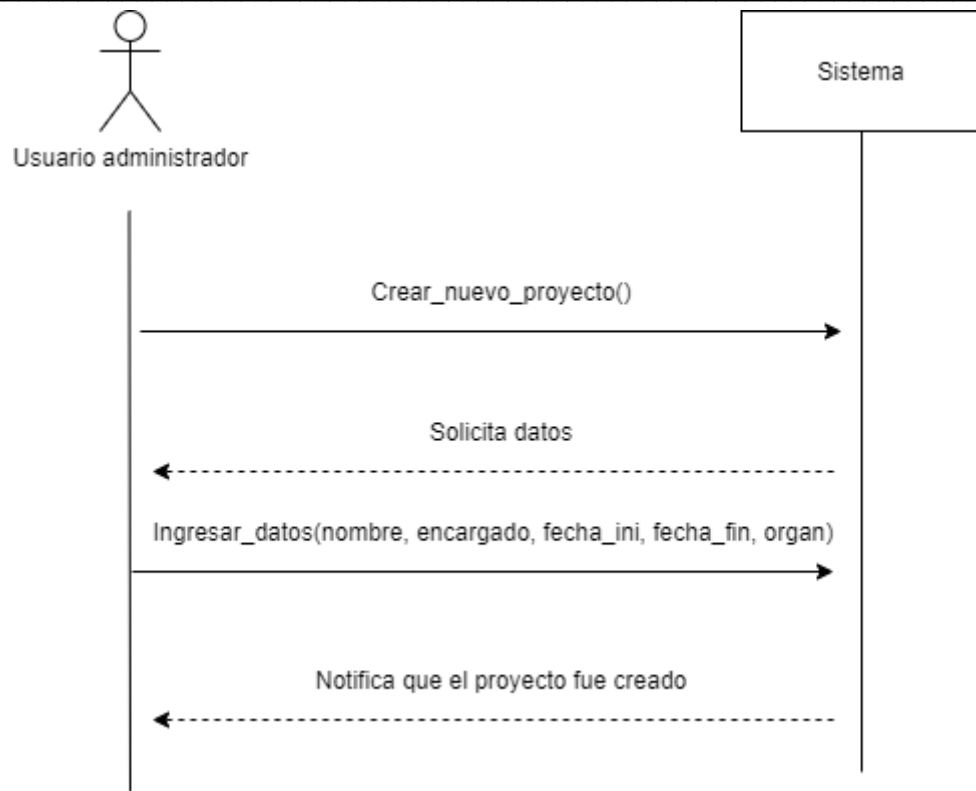 Sistema
Usuario administrador
Crear_nuevo_proyecto()
Solicita datos
Ingresar_datos(nombre, encargado, fecha_ini, fecha_fin, organ)
Notifica que el proyecto fue creado